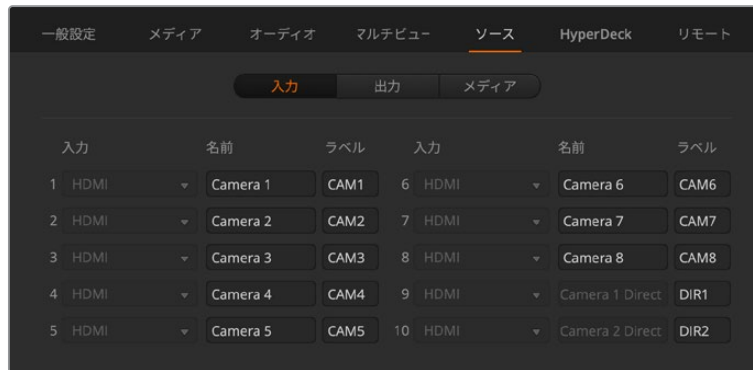 一般設定 メディア オーディオ マルチビュー ソース HyperDeck リモート
入力 出力 メディア
入力 名前 ラベル 入力 名前 ラベル
1 HDMI Camera 1 CAM1 6 HDMI Camera 6 CAM6
2 HDMI Camera 2 CAM2 7 HDMI Camera 7 CAM7
3 HDMI Camera 3 CAM3 8 HDMI Camera 8 CAM8
4 HDMI Camera 4 CAM4 9 HDMI Camera 1 Direct DIR1
5 HDMI Camera 5 CAM5 10 HDMI Camera 2 Direct DIR2